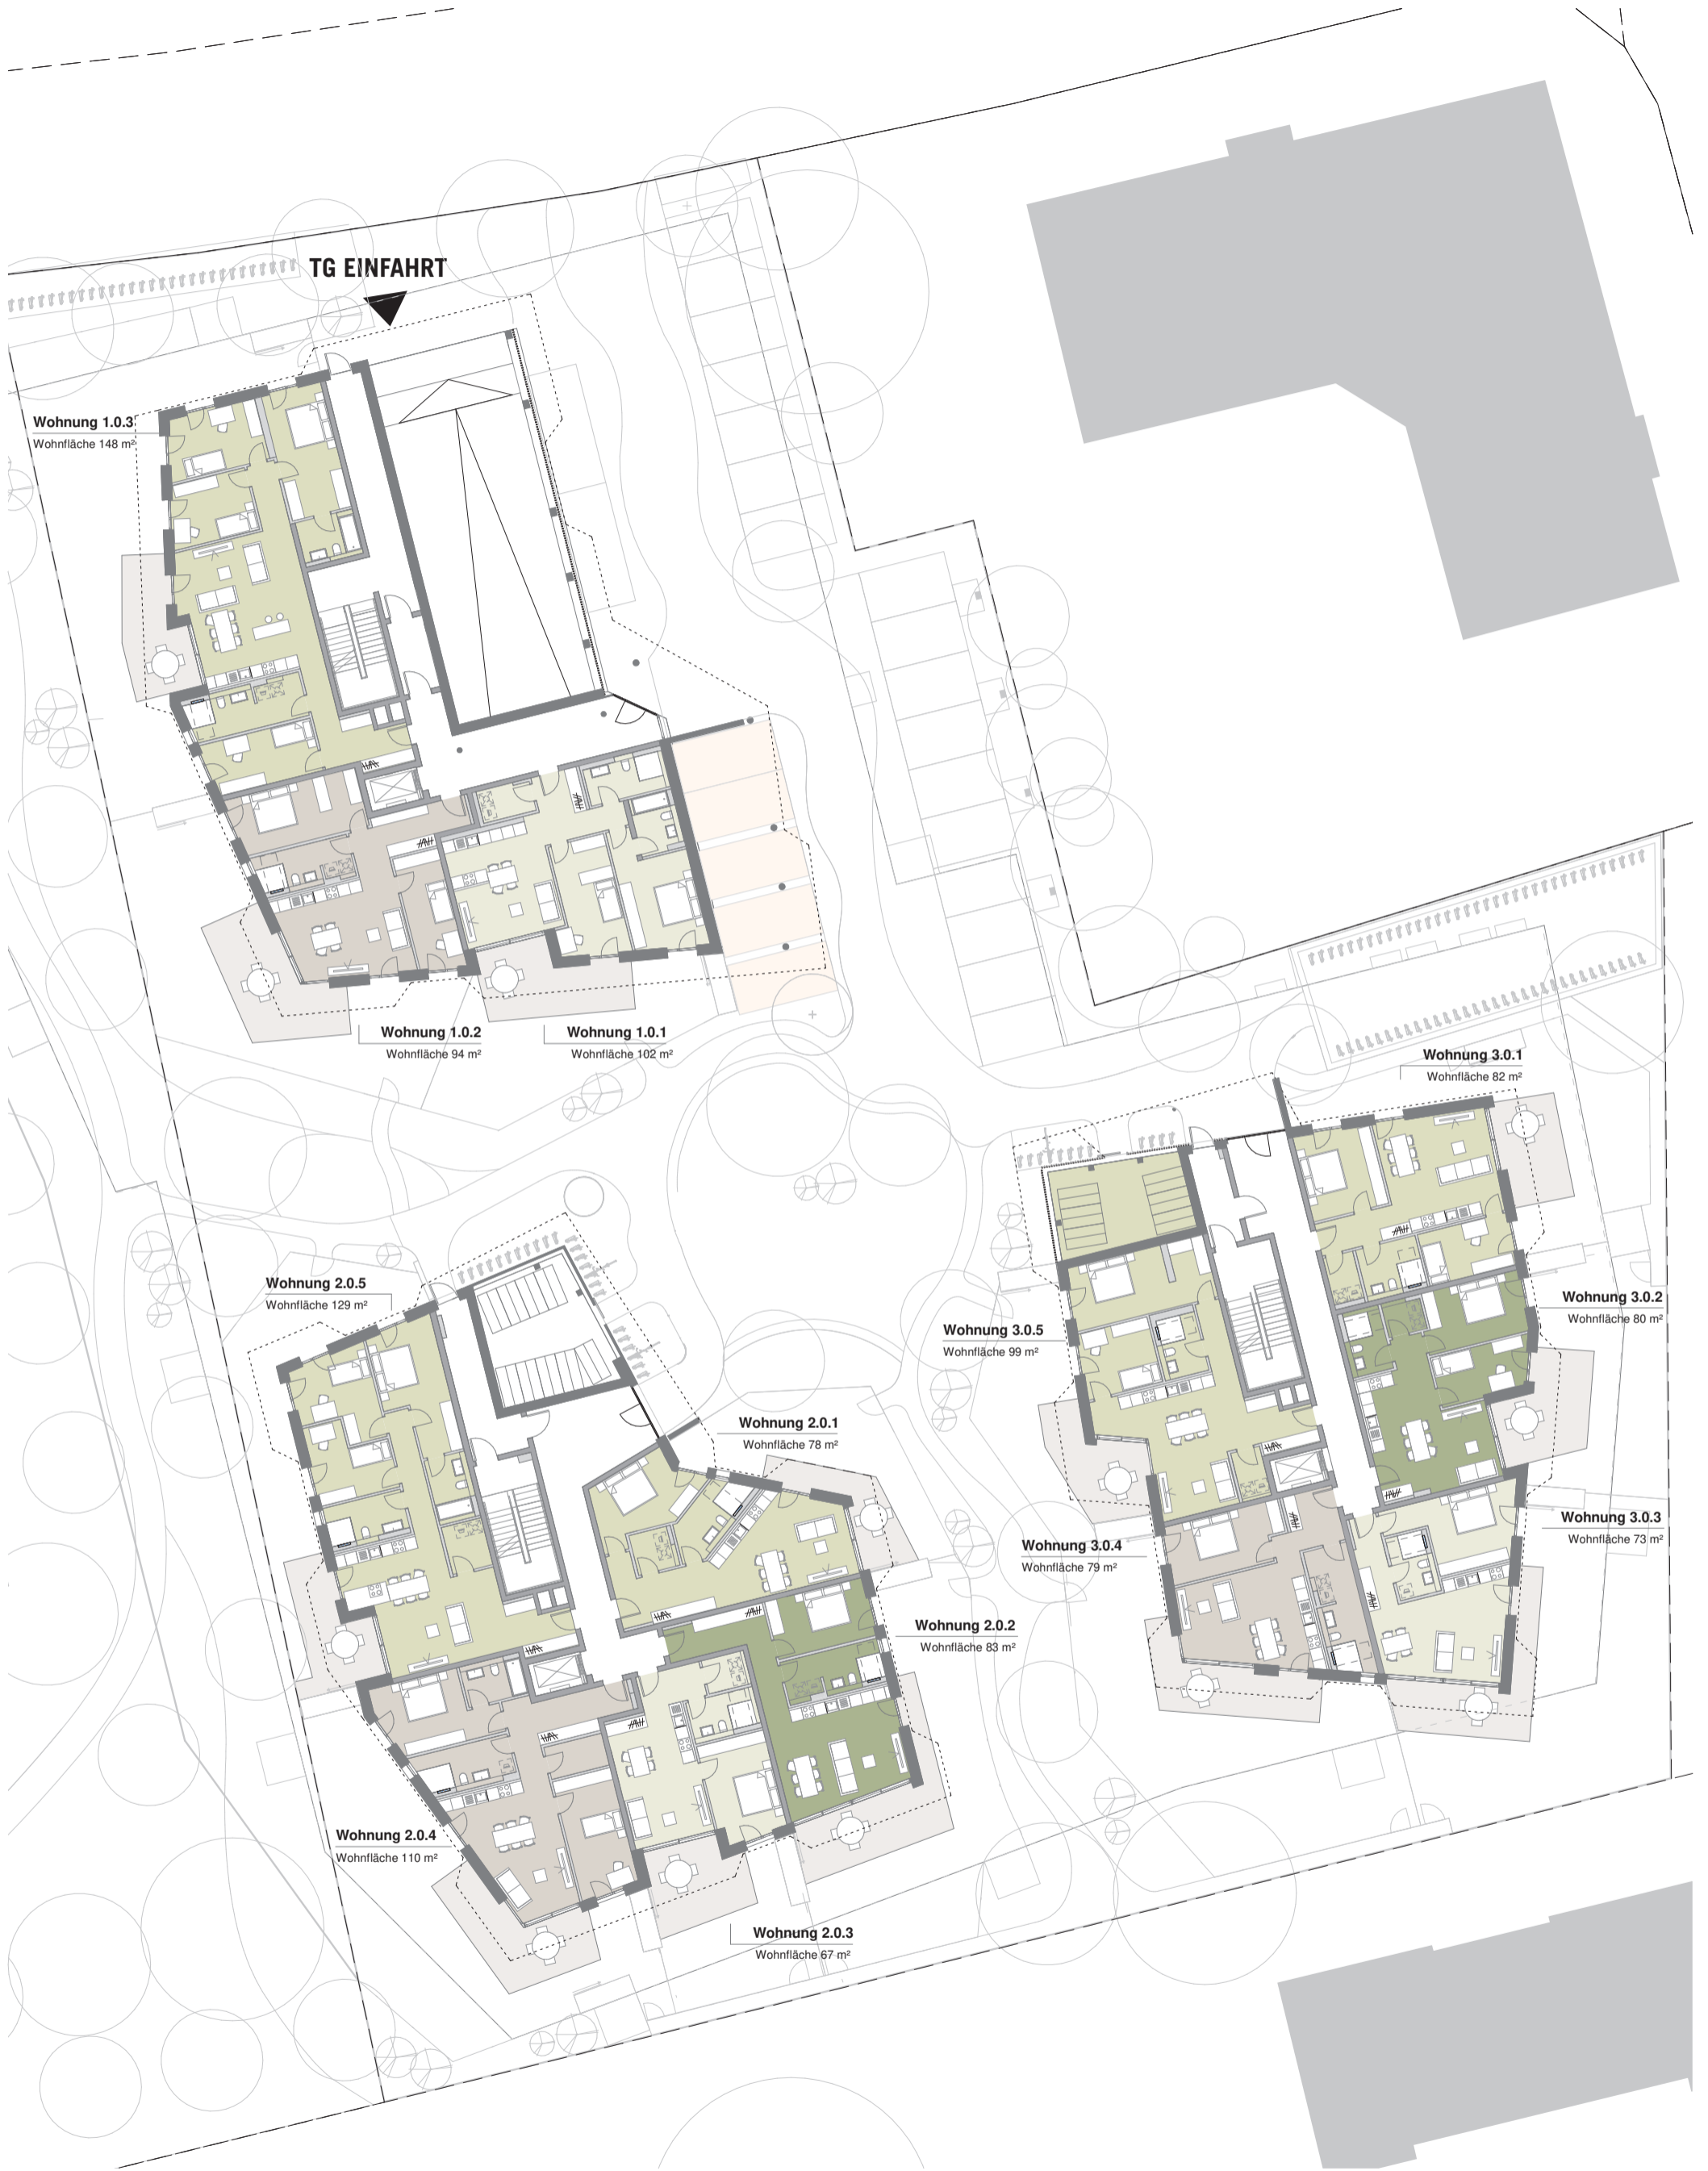 TG EINFAHRT
Wohnung 1.0.3
Wohnfläche 148 m²
Wohnung 1.0.2
Wohnfläche 94 m²
Wohnung 1.0.1
Wohnfläche 102 m²
Wohnung 3.0.1
Wohnfläche 82 m²
Wohnung 2.0.5
Wohnfläche 129 m²
Wohnung 3.0.2
Wohnfläche 80 m²
Wohnung 3.0.5
Wohnfläche 99 m²
Wohnung 2.0.1
Wohnfläche 78 m²
Wohnung 3.0.3
Wohnfläche 73 m²
Wohnung 3.0.4
Wohnfläche 79 m²
Wohnung 2.0.2
Wohnfläche 83 m²
Wohnung 2.0.4
Wohnfläche 110 m²
Wohnung 2.0.3
Wohnfläche 67 m²